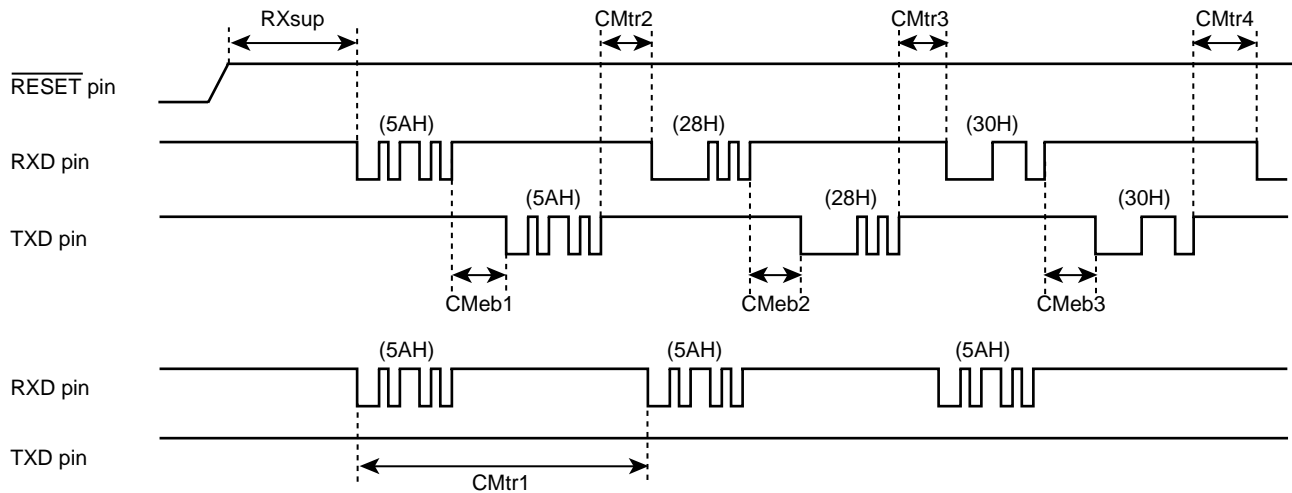 RXsup CMtr2 CMtr3 CMtr4
RESET pin
(5AH) (28H) (30H)
RXD pin
(5AH) (28H) (30H)
TXD pin
CMeb1 CMeb2 CMeb3
(5AH) (5AH) (5AH)
RXD pin
TXD pin
CMtr1